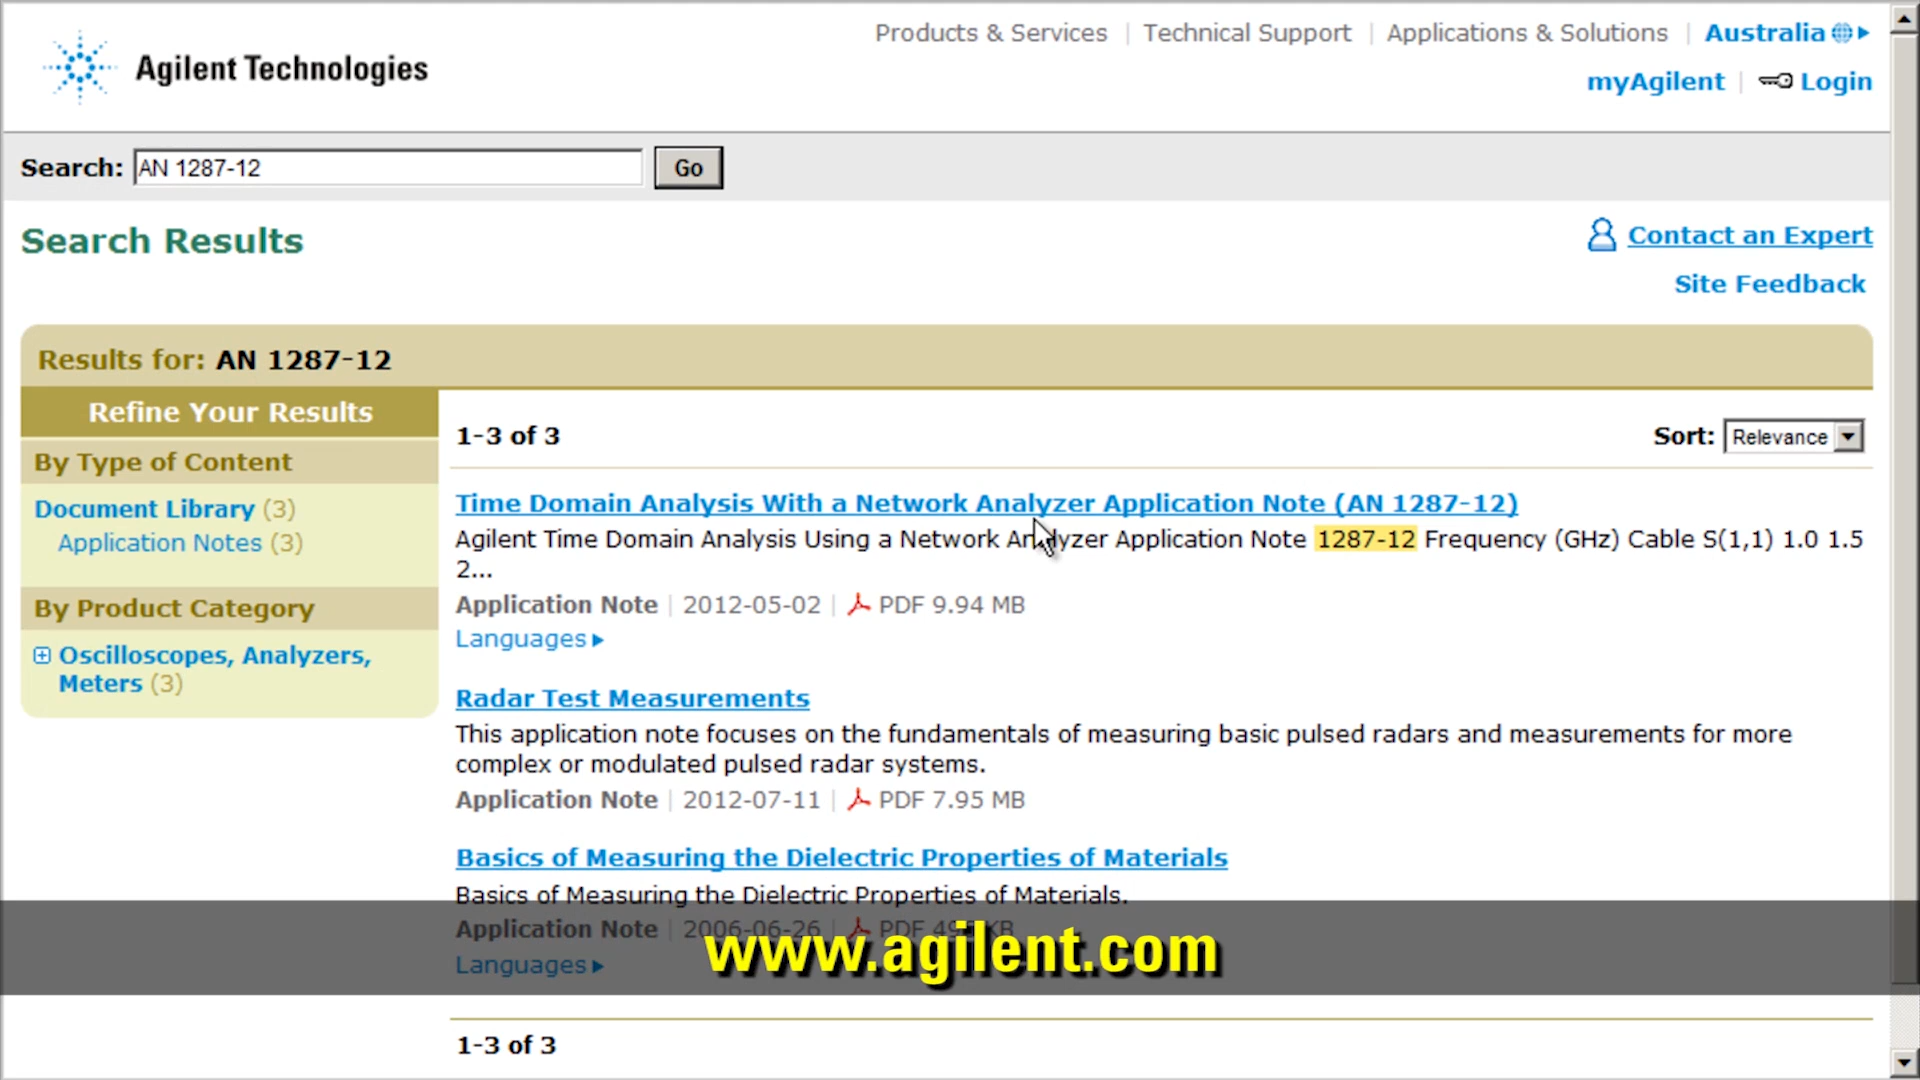 Agilent Technologies
Products & Services | Technical Support | Applications & Solutions | Australia
myAgilent | Login
Search: AN 1287-12 Go
Search Results
Contact an Expert
Site Feedback
Results for: AN 1287-12
Refine Your Results
By Type of Content
Document Library (3)
Application Notes (3)
By Product Category
Oscilloscopes, Analyzers,
Meters (3)
1-3 of 3
Sort: Relevance
Time Domain Analysis With a Network Analyzer Application Note (AN 1287-12)
Agilent Time Domain Analysis Using a Network Analyzer Application Note 1287-12 Frequency (GHz) Cable S(1,1) 1.0 1.5
2...
Application Note | 2012-05-02 | PDF 9.94 MB
Languages
Radar Test Measurements
This application note focuses on the fundamentals of measuring basic pulsed radars and measurements for more
complex or modulated pulsed radar systems.
Application Note | 2012-07-11 | PDF 7.95 MB
Basics of Measuring the Dielectric Properties of Materials
Basics of Measuring the Dielectric Properties of Materials.
Application Note | 2006-06-26 | PDF KB
Languages
www.agilent.com
1-3 of 3